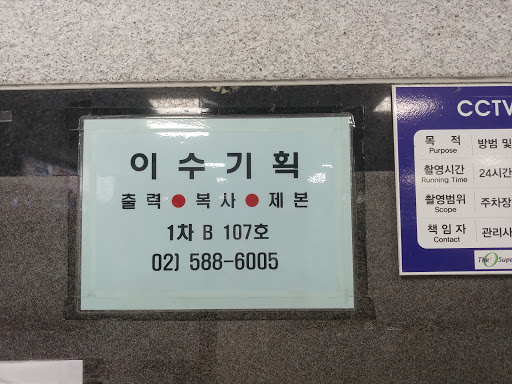 이수기획
출력●복사●제본
1차 B 107호
02) 588-6005
CCTV
목 적 방범 및
Purpose
촬영시간 24시간
Running Time
촬영범위 주차장
Scope
책임자 관리사
Contact
The Supe